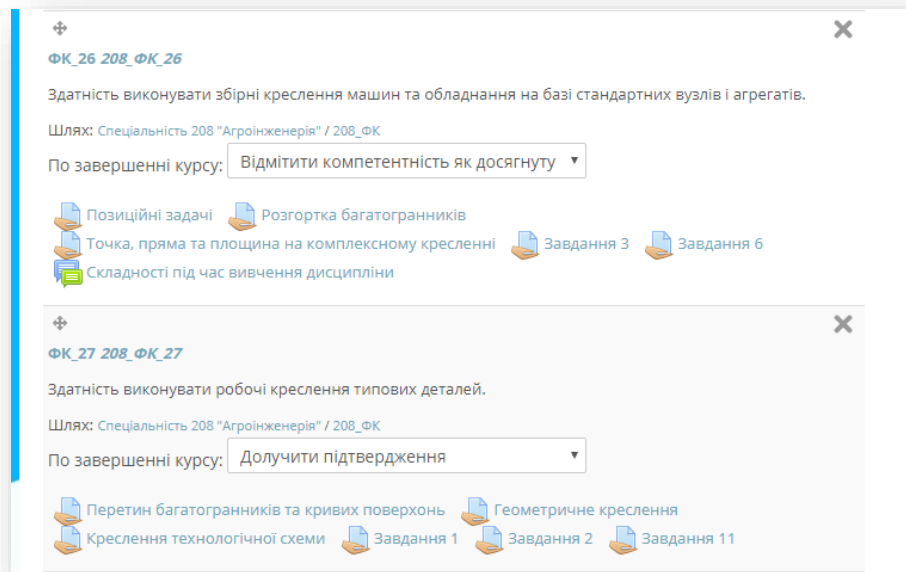 ФК_26 208_ФК_26
Здатність виконувати збірні креслення машин та обладнання на базі стандартних вузлів і агрегатів.
Шлях: Спеціальність 208 "Агроінженерія" / 208_ФК
По завершенні курсу: Відмітити компетентність як досягнуту
Позиційні задачі Розгортка багатогранників
Точка, пряма та площина на комплексному кресленні Завдання 3 Завдання 6
Складності під час вивчення дисципліни
ФК_27 208_ФК_27
Здатність виконувати робочі креслення типових деталей.
Шлях: Спеціальність 208 "Агроінженерія" / 208_ФК
По завершенні курсу: Долучити підтвердження
Перетин багатогранників та кривих поверхонь Геометричне креслення
Креслення технологічної схеми Завдання 1 Завдання 2 Завдання 11